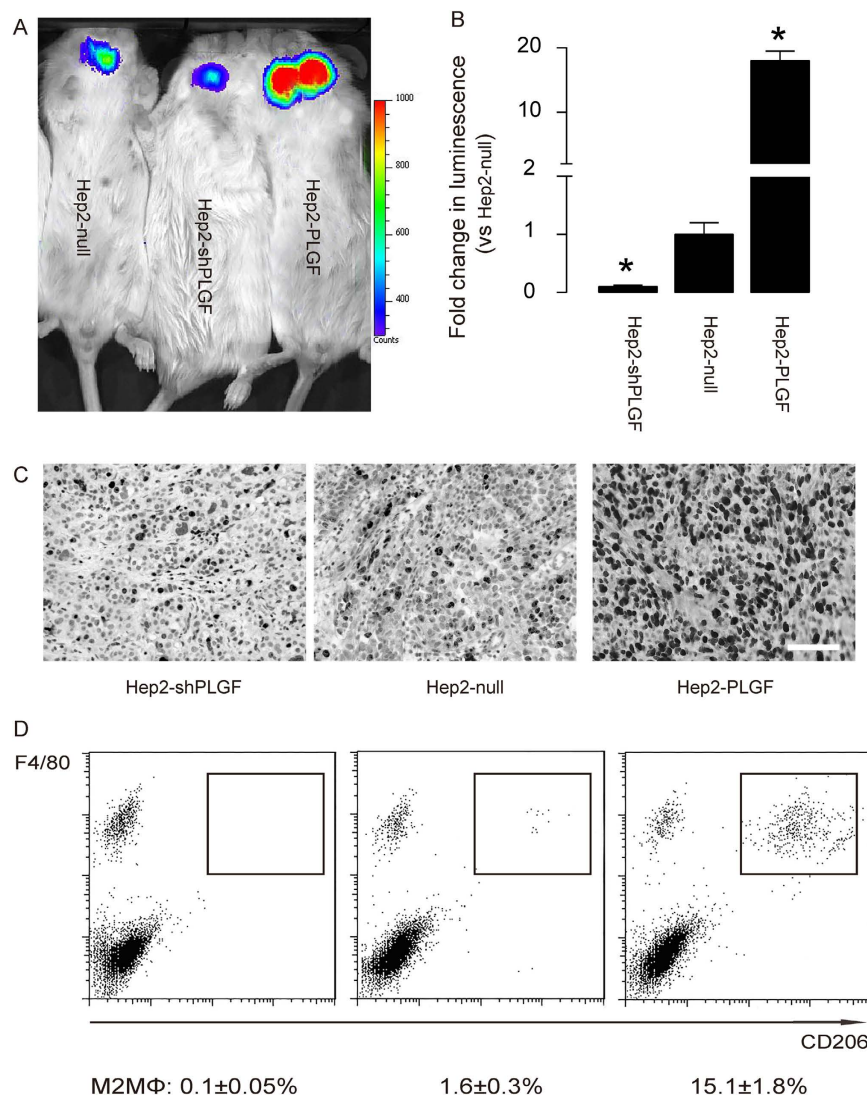 A
Hep2-null
Hep2-shPLGF
Hep2-PLGF
1000
800
600
400
Counts
B
Fold change in luminescence
(vs Hep2-null)
20
10
2
1
0
*
*
Hep2-shPLGF
Hep2-null
Hep2-PLGF
C
Hep2-shPLGF
Hep2-null
Hep2-PLGF
D
F4/80
CD206
M2MΦ: 0.1±0.05%
1.6±0.3%
15.1±1.8%